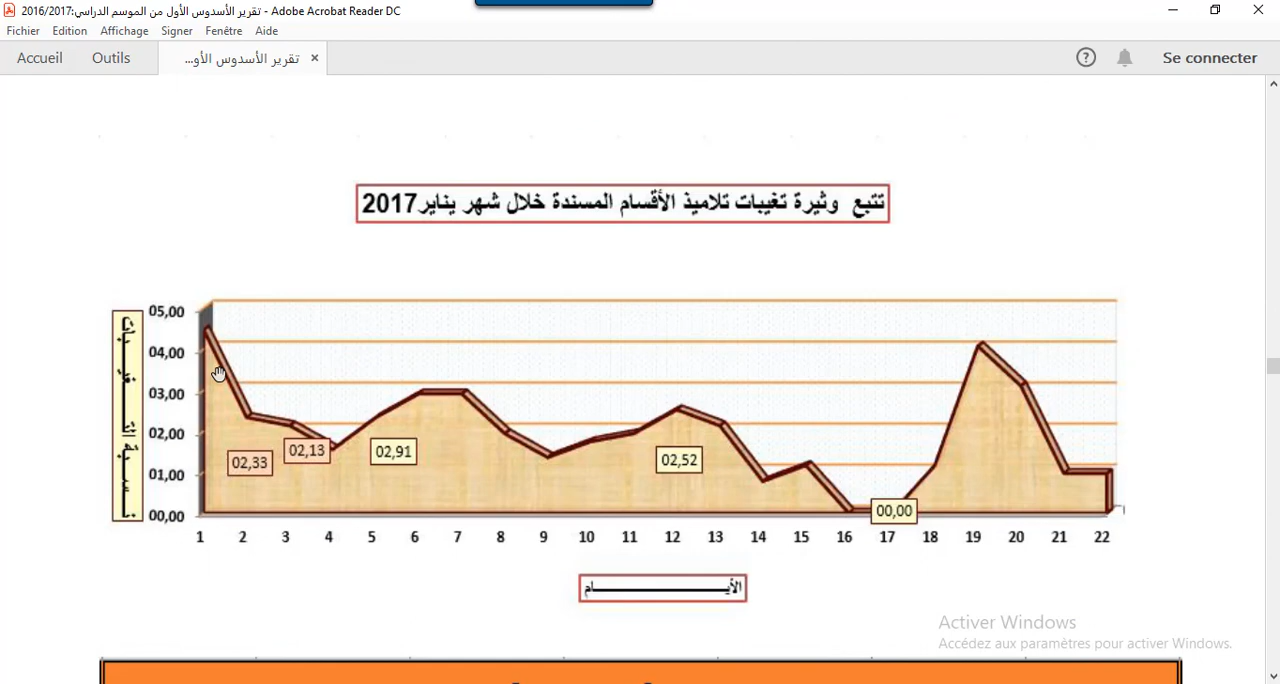 تقرير الأسدوس الأول من الموسم الدراسي:2016/2017 - Adobe Acrobat Reader DC
Fichier Edition Affichage Signer Fenêtre Aide
Accueil Outils تقرير الأسدوس الأو... × ? Se connecter
تتبع وثيرة تغيبات تلاميذ الأقسام المسندة خلال شهر يناير2017
نـسـبـة التـغـيـبـات
05,00
04,00
03,00
02,00
01,00
00,00
02,33 02,13 02,91 02,52 00,00
1 2 3 4 5 6 7 8 9 10 11 12 13 14 15 16 17 18 19 20 21 22
الأيـــــــــــــــــــــام
Activer Windows
Accédez aux paramètres pour activer Windows.